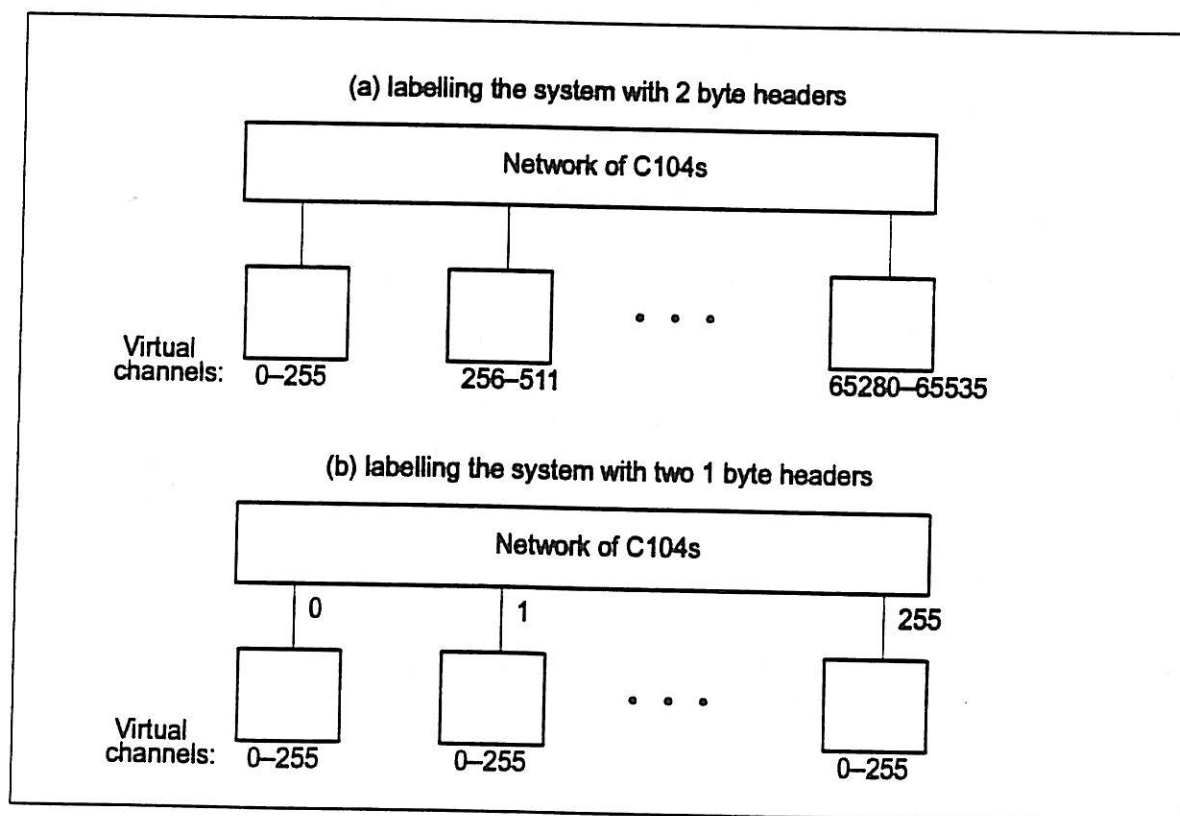 (a) labelling the system with 2 byte headers
Network of C104s
Virtual
channels:
0–255
256–511
65280–65535
(b) labelling the system with two 1 byte headers
Network of C104s
0
1
255
Virtual
channels:
0–255
0–255
0–255